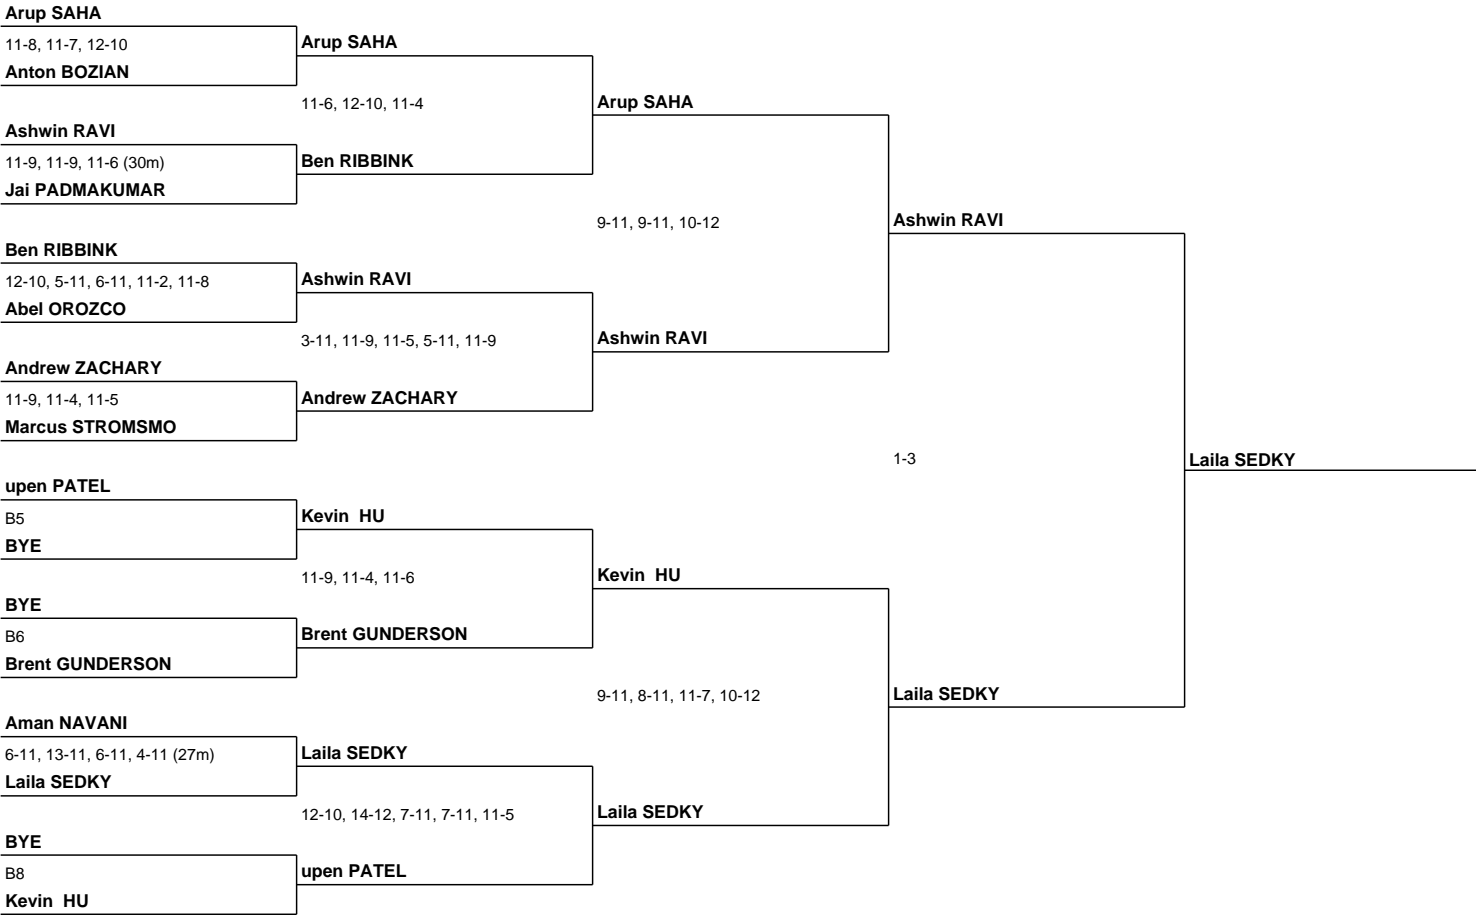 Arup SAHA
11-8, 11-7, 12-10
Anton BOZIAN
Ashwin RAVI
11-9, 11-9, 11-6 (30m)
Jai PADMAKUMAR
Ben RIBBINK
12-10, 5-11, 6-11, 11-2, 11-8
Abel OROZCO
Andrew ZACHARY
11-9, 11-4, 11-5
Marcus STROMSMO
upen PATEL
B5
BYE
BYE
B6
Brent GUNDERSON
Aman NAVANI
6-11, 13-11, 6-11, 4-11 (27m)
Laila SEDKY
BYE
B8
Kevin  HU
Arup SAHA
11-6, 12-10, 11-4
Ben RIBBINK
Ashwin RAVI
3-11, 11-9, 11-5, 5-11, 11-9
Andrew ZACHARY
Kevin  HU
11-9, 11-4, 11-6
Brent GUNDERSON
Laila SEDKY
12-10, 14-12, 7-11, 7-11, 11-5
upen PATEL
Arup SAHA
9-11, 9-11, 10-12
Ashwin RAVI
Kevin  HU
9-11, 8-11, 11-7, 10-12
Laila SEDKY
Ashwin RAVI
1-3
Laila SEDKY
Laila SEDKY